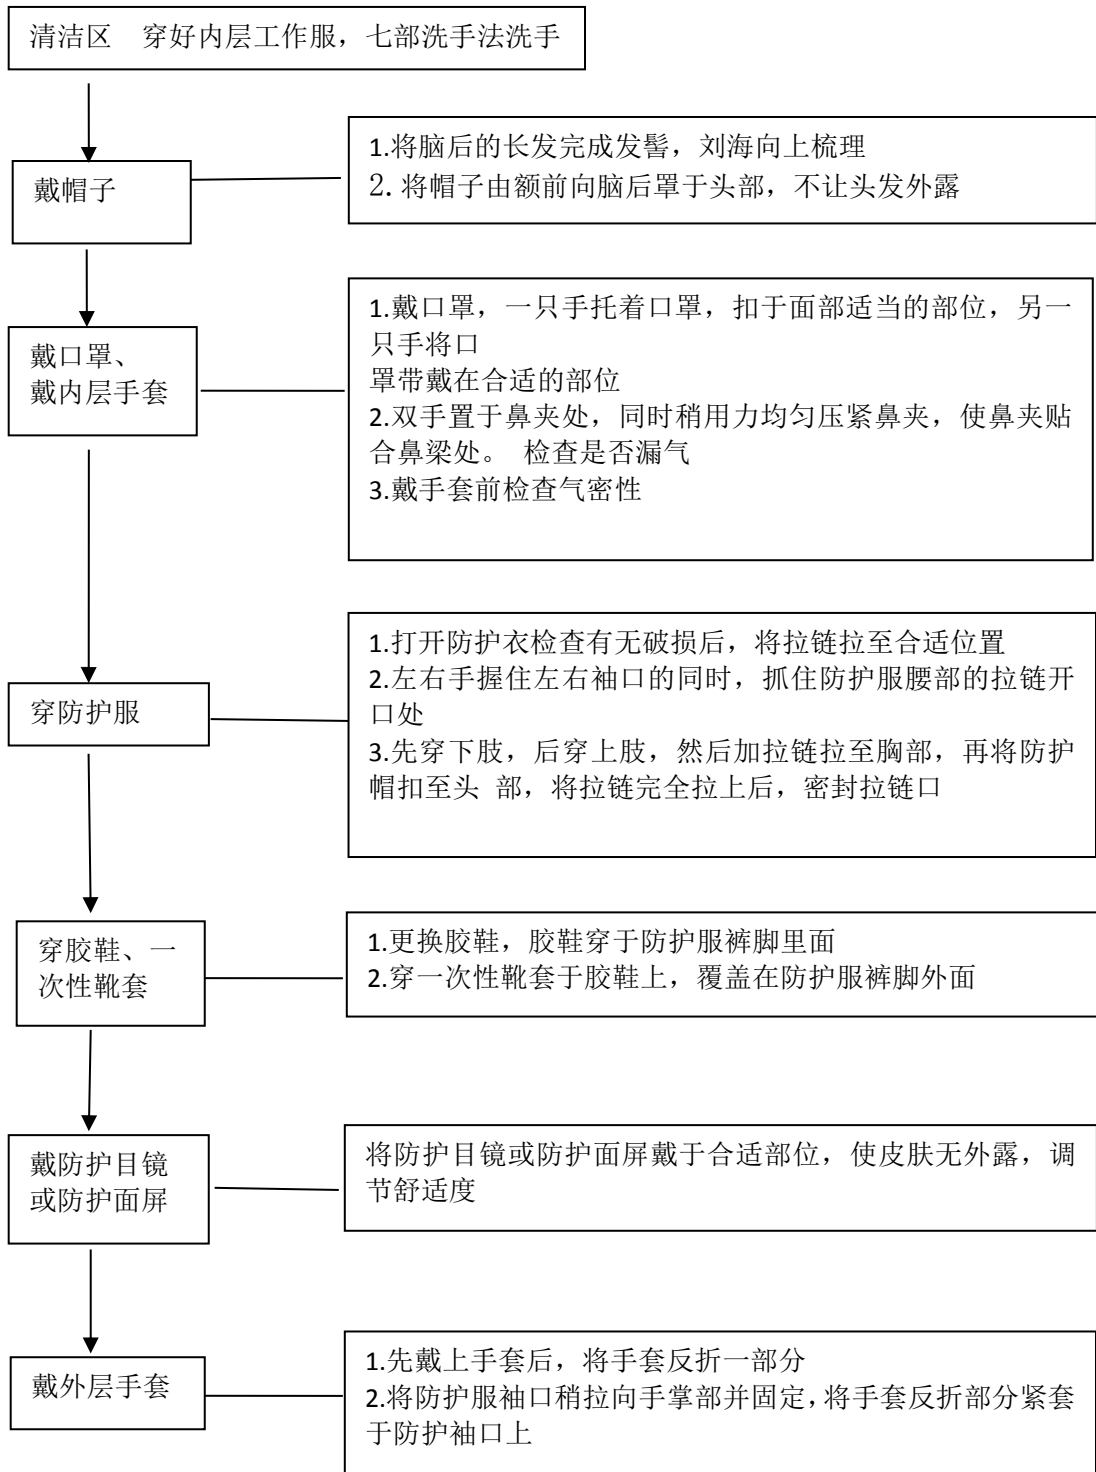 清洁区　穿好内层工作服，七部洗手法洗手
戴帽子
1.将脑后的长发完成发髻，刘海向上梳理
2.将帽子由额前向脑后罩于头部，不让头发外露
戴口罩、
戴内层手套
1.戴口罩，一只手托着口罩，扣于面部适当的部位，另一
只手将口
罩带戴在合适的部位
2.双手置于鼻夹处，同时稍用力均匀压紧鼻夹，使鼻夹贴
合鼻梁处。 检查是否漏气
3.戴手套前检查气密性
穿防护服
1.打开防护衣检查有无破损后，将拉链拉至合适位置
2.左右手握住左右袖口的同时，抓住防护服腰部的拉链开
口处
3.先穿下肢，后穿上肢，然后加拉链拉至胸部，再将防护
帽扣至头 部，将拉链完全拉上后，密封拉链口
穿胶鞋、一
次性靴套
1.更换胶鞋，胶鞋穿于防护服裤脚里面
2.穿一次性靴套于胶鞋上，覆盖在防护服裤脚外面
戴防护目镜
或防护面屏
将防护目镜或防护面屏戴于合适部位，使皮肤无外露，调
节舒适度
戴外层手套
1.先戴上手套后，将手套反折一部分
2.将防护服袖口稍拉向手掌部并固定，将手套反折部分紧套
于防护袖口上